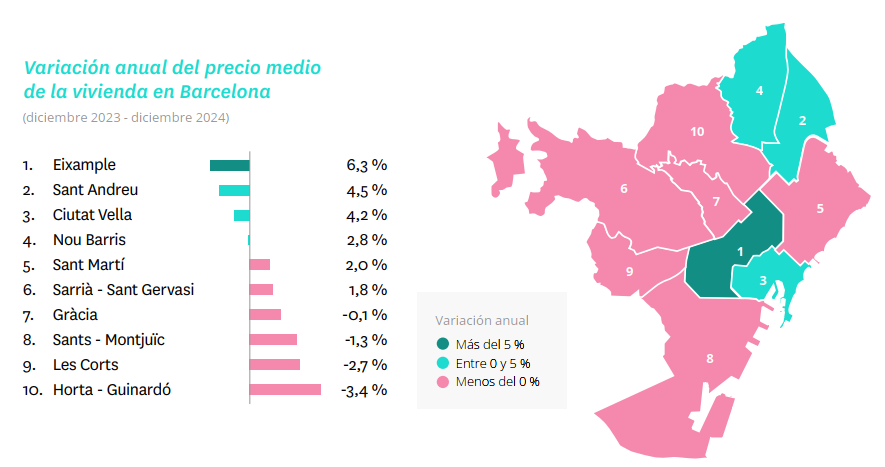 Variación anual del precio medio
de la vivienda en Barcelona
(diciembre 2023 - diciembre 2024)
1. Eixample 6,3 %
2. Sant Andreu 4,5 %
3. Ciutat Vella 4,2 %
4. Nou Barris 2,8 %
5. Sant Martí 2,0 %
6. Sarrià - Sant Gervasi 1,8 %
7. Gràcia -0,1 %
8. Sants - Montjuïc -1,3 %
9. Les Corts -2,7 %
10. Horta - Guinardó -3,4 %
4
2
10
6
7
5
1
9
3
8
Variación anual
Más del 5 %
Entre 0 y 5 %
Menos del 0 %